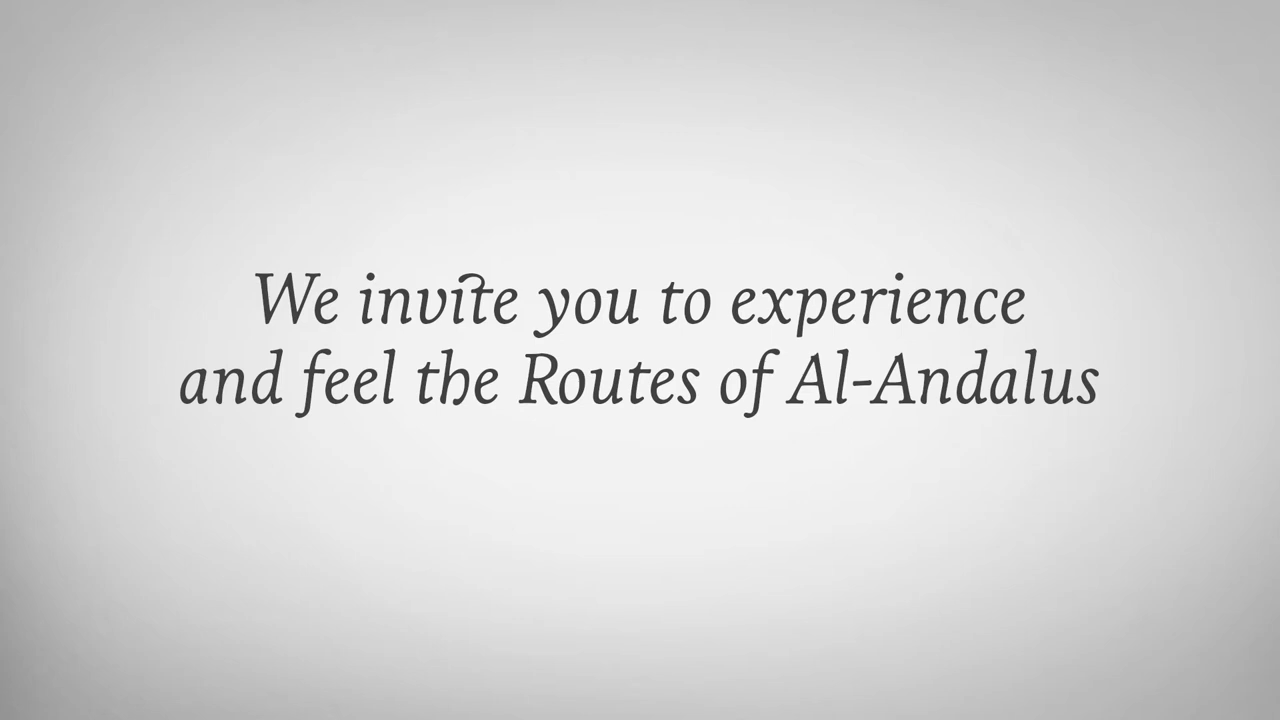 We invite you to experience
and feel the Routes of Al-Andalus